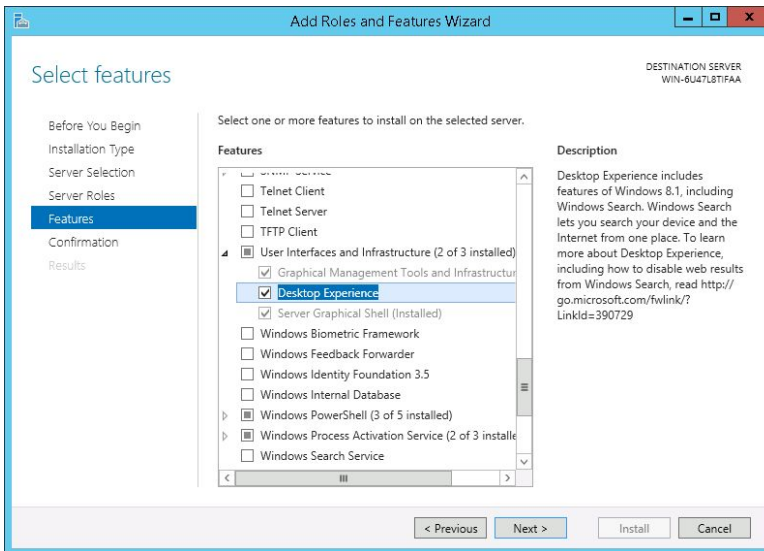 Add Roles and Features Wizard
Select features
DESTINATION SERVER
WIN-6U47L8TIFAA
Before You Begin
Installation Type
Server Selection
Server Roles
Features
Confirmation
Results
Select one or more features to install on the selected server.
Features
SNMP Service
Telnet Client
Telnet Server
TFTP Client
User Interfaces and Infrastructure (2 of 3 installed)
Graphical Management Tools and Infrastructur
Desktop Experience
Server Graphical Shell (Installed)
Windows Biometric Framework
Windows Feedback Forwarder
Windows Identity Foundation 3.5
Windows Internal Database
Windows PowerShell (3 of 5 installed)
Windows Process Activation Service (2 of 3 installe
Windows Search Service
Description
Desktop Experience includes
features of Windows 8.1, including
Windows Search. Windows Search
lets you search your device and the
Internet from one place. To learn
more about Desktop Experience,
including how to disable web results
from Windows Search, read http://
go.microsoft.com/fwlink/?
LinkId=390729
< Previous
Next >
Install
Cancel